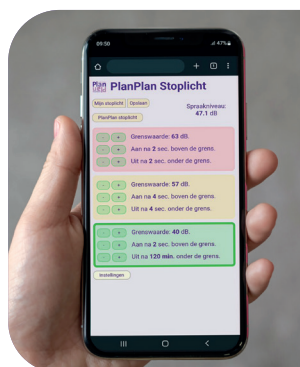 09:50
47%
Plan
PlanPlan Stoplicht
Mijn stoplicht Opslaan
Spraakniveau:
47.1 dB
PlanPlan stoplicht
- + Grenswaarde: 63 dB.
- + Aan na 2 sec. boven de grens.
- + Uit na 2 sec. onder de grens.
- + Grenswaarde: 57 dB.
- + Aan na 4 sec. boven de grens.
- + Uit na 4 sec. onder de grens.
- + Grenswaarde: 40 dB.
- + Aan na 2 sec. boven de grens.
- + Uit na 120 min. onder de grens.
Instellingen